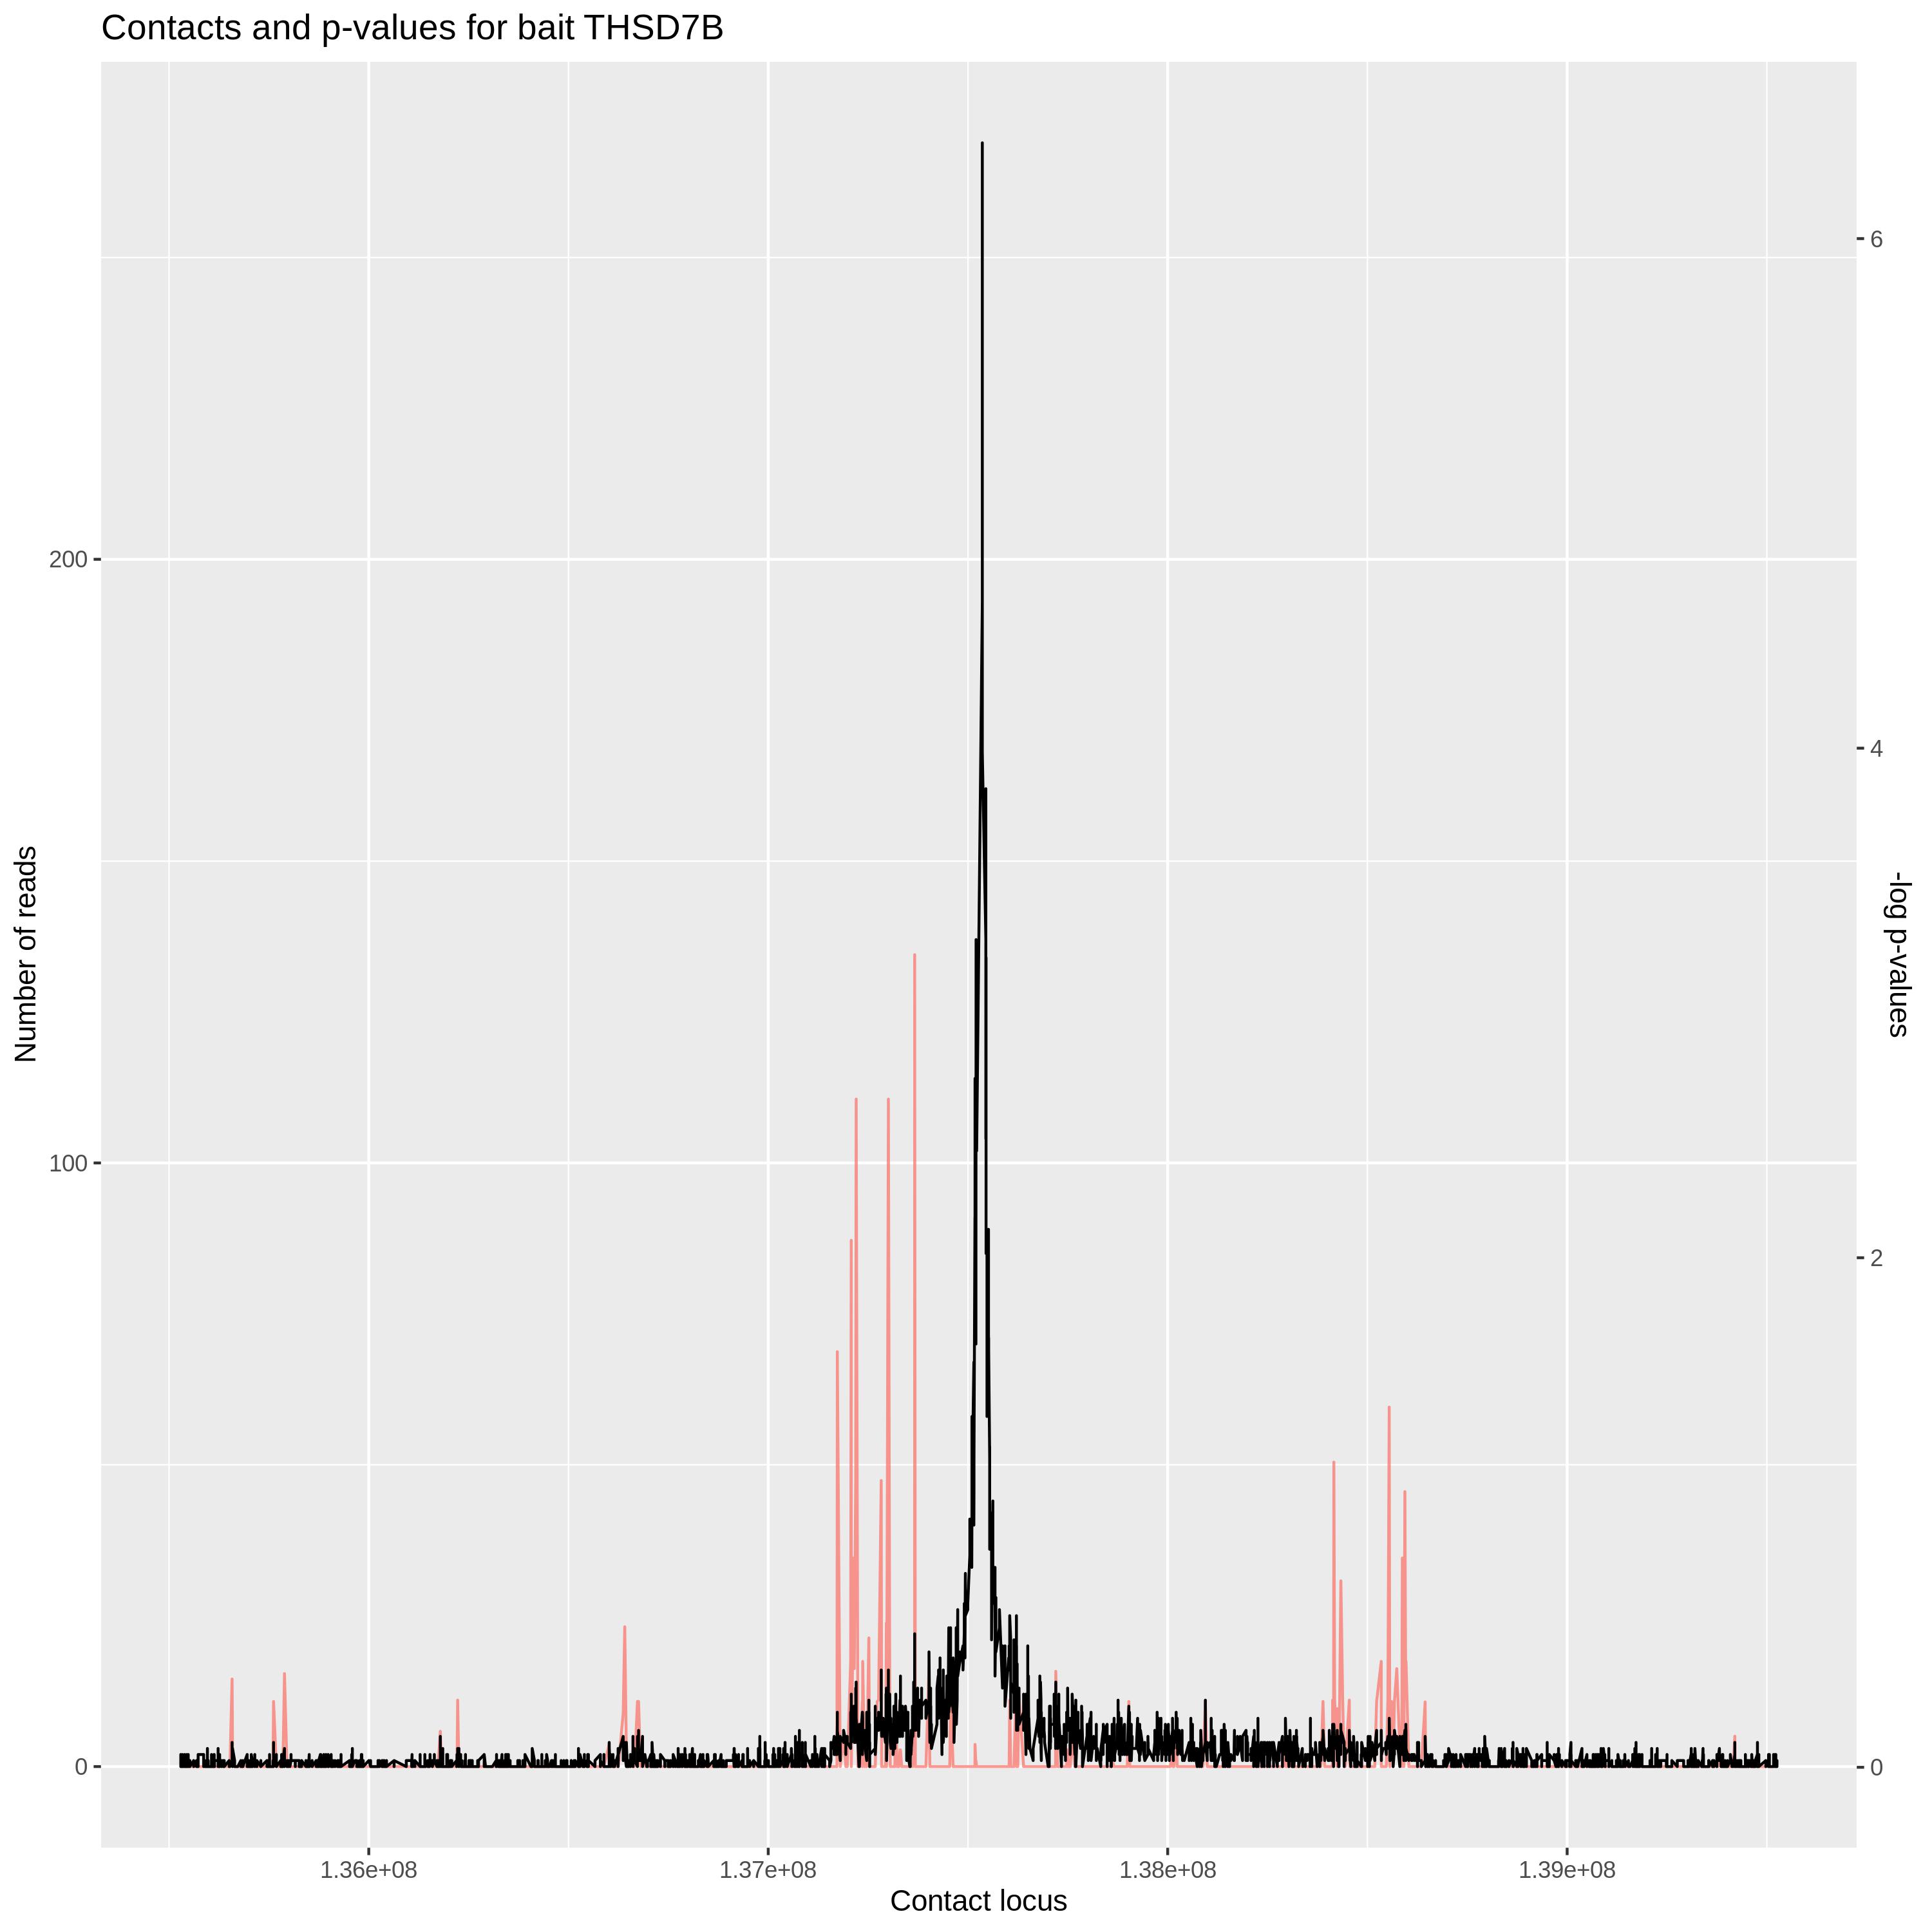 Contacts and p-values for bait THSD7B
Number of reads
200
100
0
6
4
2
0
-log p-values
1.36e+08
1.37e+08
1.38e+08
1.39e+08
Contact locus